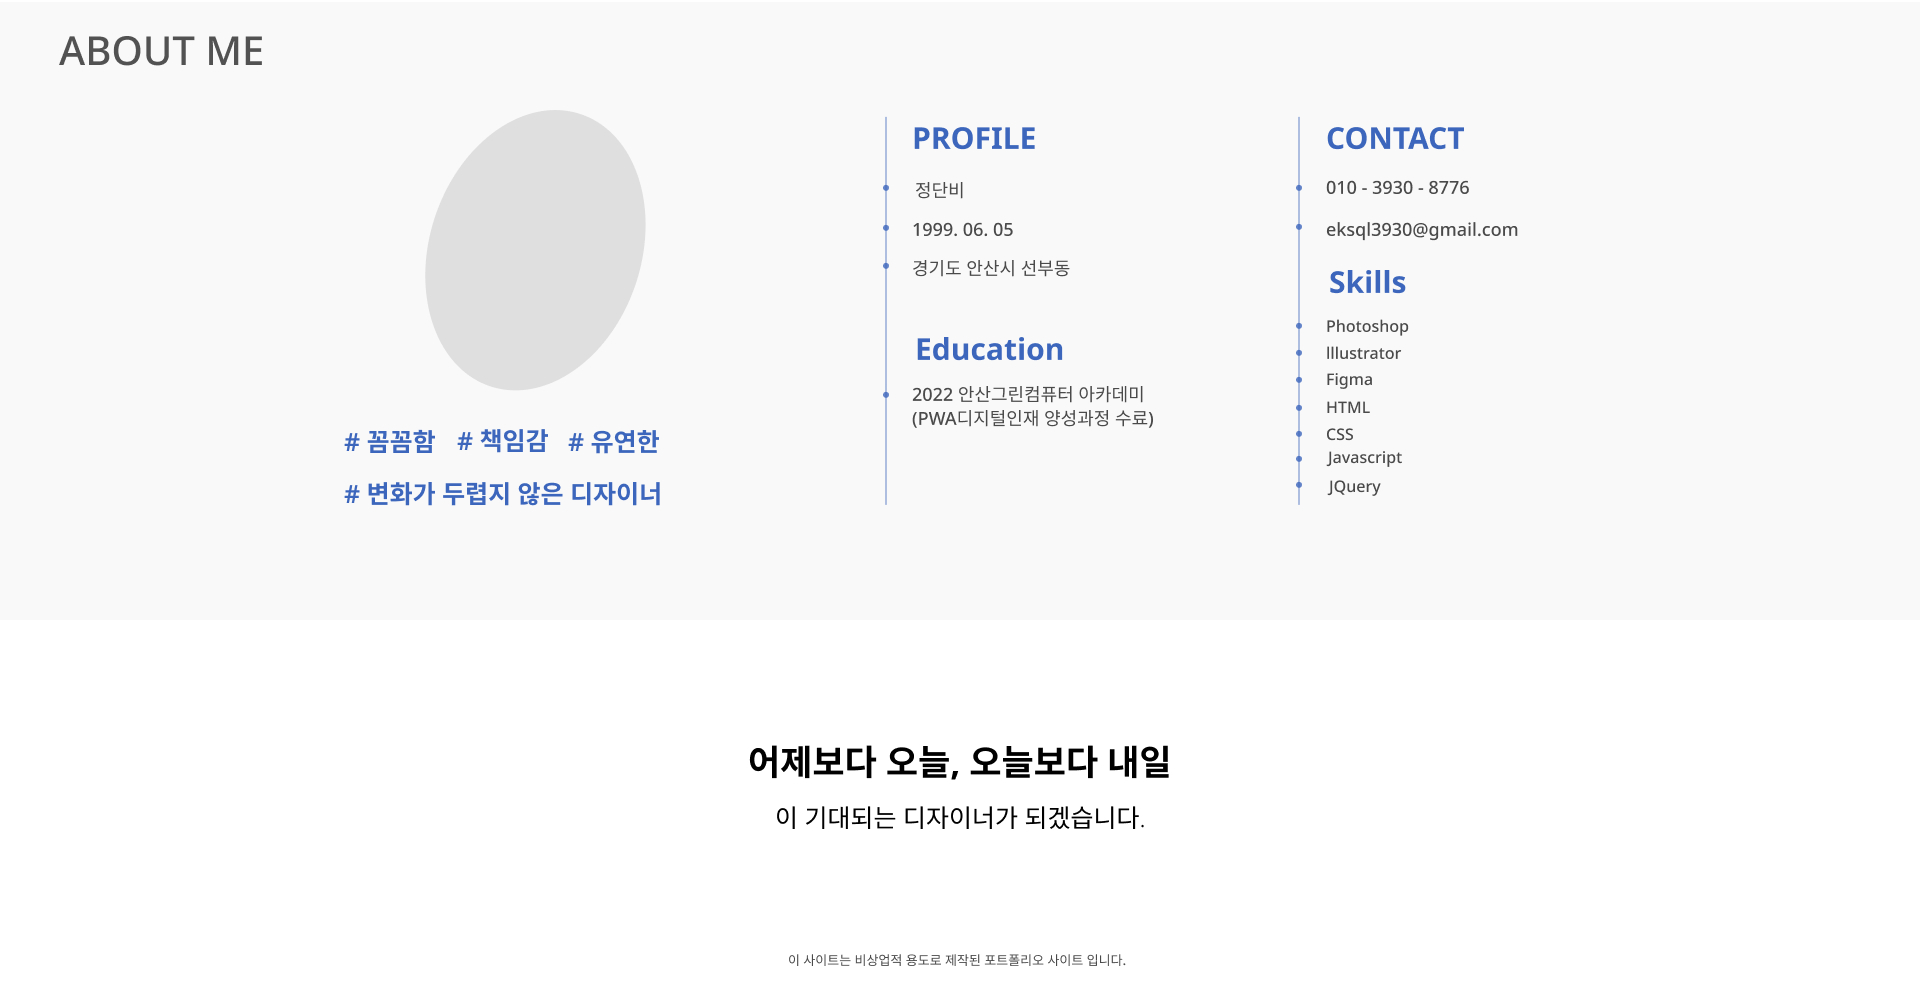 ABOUT ME
# 꼼꼼함 # 책임감 # 유연한
# 변화가 두렵지 않은 디자이너
PROFILE
정단비
1999. 06. 05
경기도 안산시 선부동
Education
2022 안산그린컴퓨터 아카데미
(PWA디지털인재 양성과정 수료)
CONTACT
010 - 3930 - 8776
eksql3930@gmail.com
Skills
Photoshop
lllustrator
Figma
HTML
CSS
Javascript
JQuery
어제보다 오늘, 오늘보다 내일
이 기대되는 디자이너가 되겠습니다.
이 사이트는 비상업적 용도로 제작된 포트폴리오 사이트 입니다.